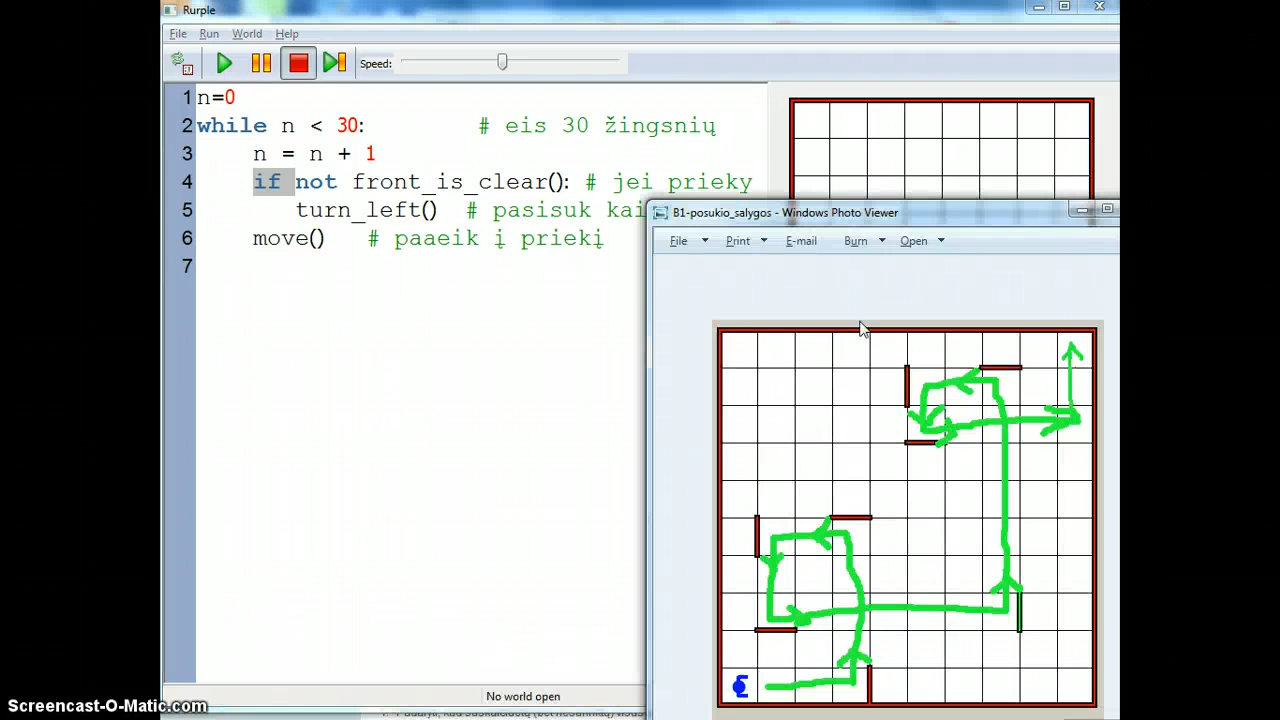 Rurple
File Run World Help
Speed:
1 n=0
2 while n < 30: # eis 30 žingsnių
3 n = n + 1
4 if not front_is_clear(): # jei prieky
5 turn_left() # pasisuk kai
6 move() # paaeik į priekį
7
B1-posukio_salygos - Windows Photo Viewer
File Print E-mail Burn Open
No world open
Screencast-O-Matic.com